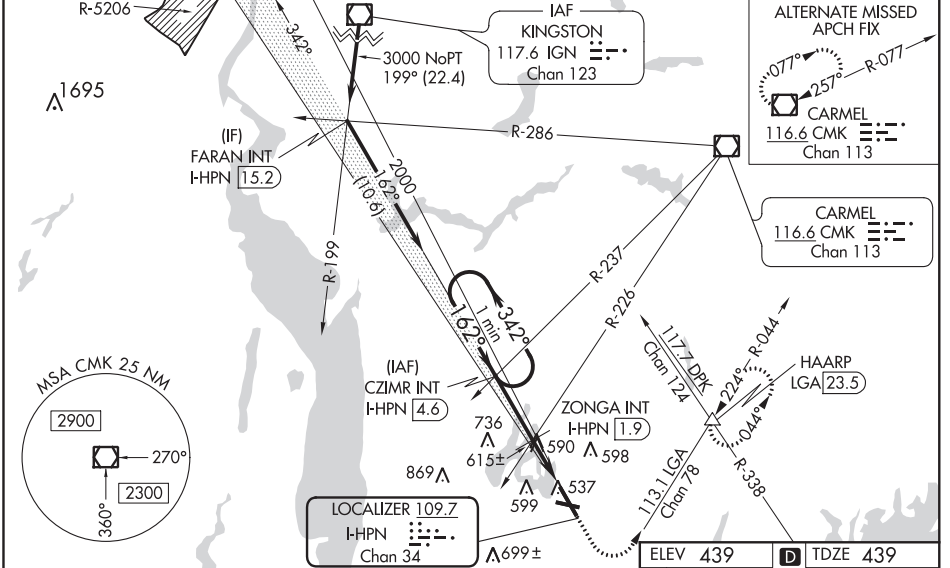 R-5206
1695
342°
IAF
KINGSTON
117.6 IGN
Chan 123
3000 NoPT
199° (22.4)
ALTERNATE MISSED
APCH FIX
077°
257°
R-077
CARMEL
116.6 CMK
Chan 113
(IF)
FARAN INT
I-HPN 15.2
R-286
2000
162°
(10.6)
CARMEL
116.6 CMK
Chan 113
R-199
R-237
R-226
1 min
342°
162°
MSA CMK 25 NM
2900
270°
2300
360°
(IAF)
CZIMR INT
I-HPN 4.6
117.7 DPK
Chan 124
R-044
224°
044°
HAARP
LGA 23.5
ZONGA INT
I-HPN 1.9
736
615±
590
598
869
599
537
113.1 LGA
Chan 78
R-338
LOCALIZER 109.7
I-HPN
Chan 34
699±
ELEV 439
D
TDZE 439